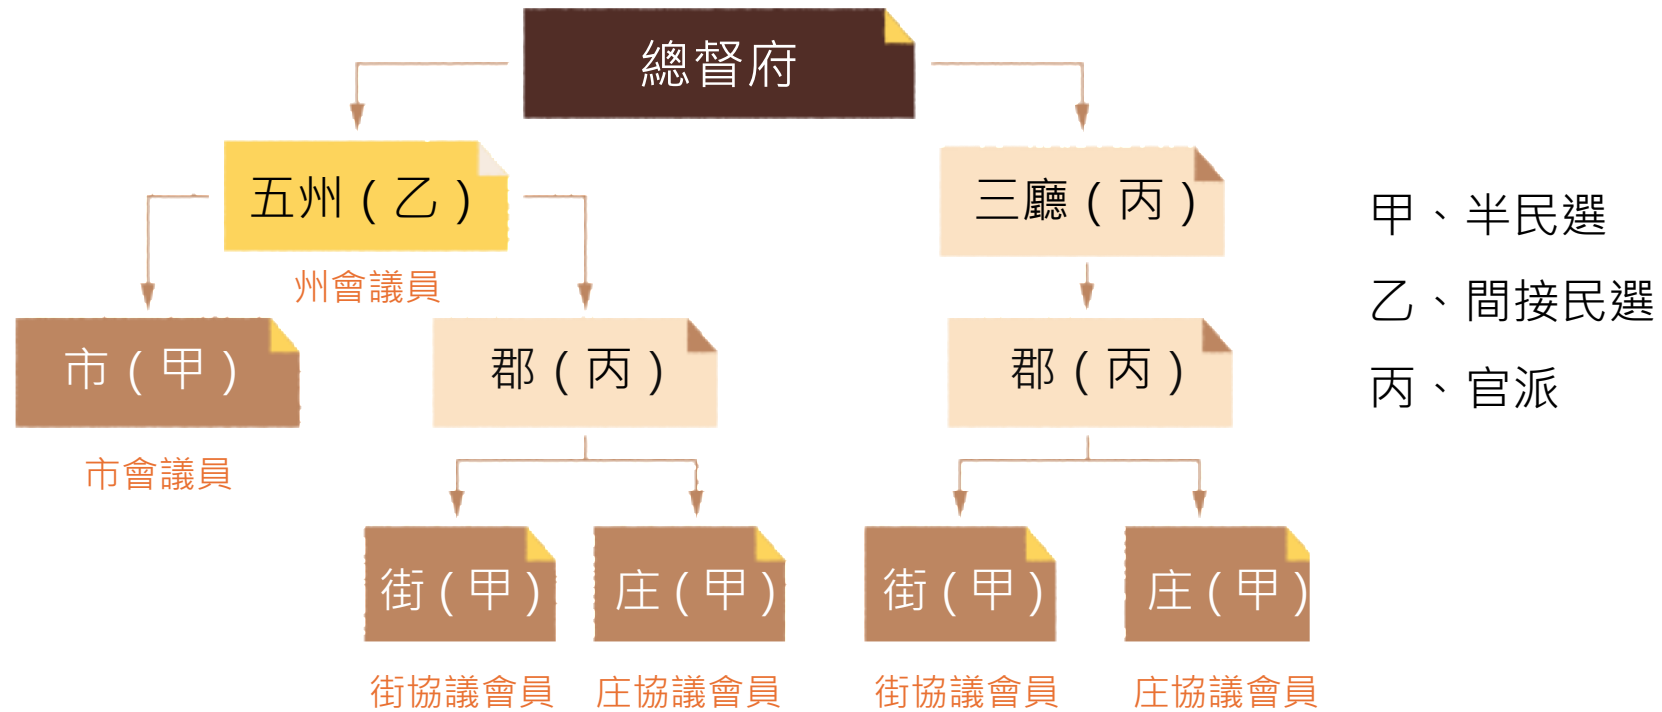 總督府
五州(乙)
三廳(丙)
州會議員
市(甲)
郡(丙)
郡(丙)
市會議員
街(甲)
庄(甲)
街(甲)
庄(甲)
街協議會員
庄協議會員
街協議會員
庄協議會員
甲、半民選
乙、間接民選
丙、官派